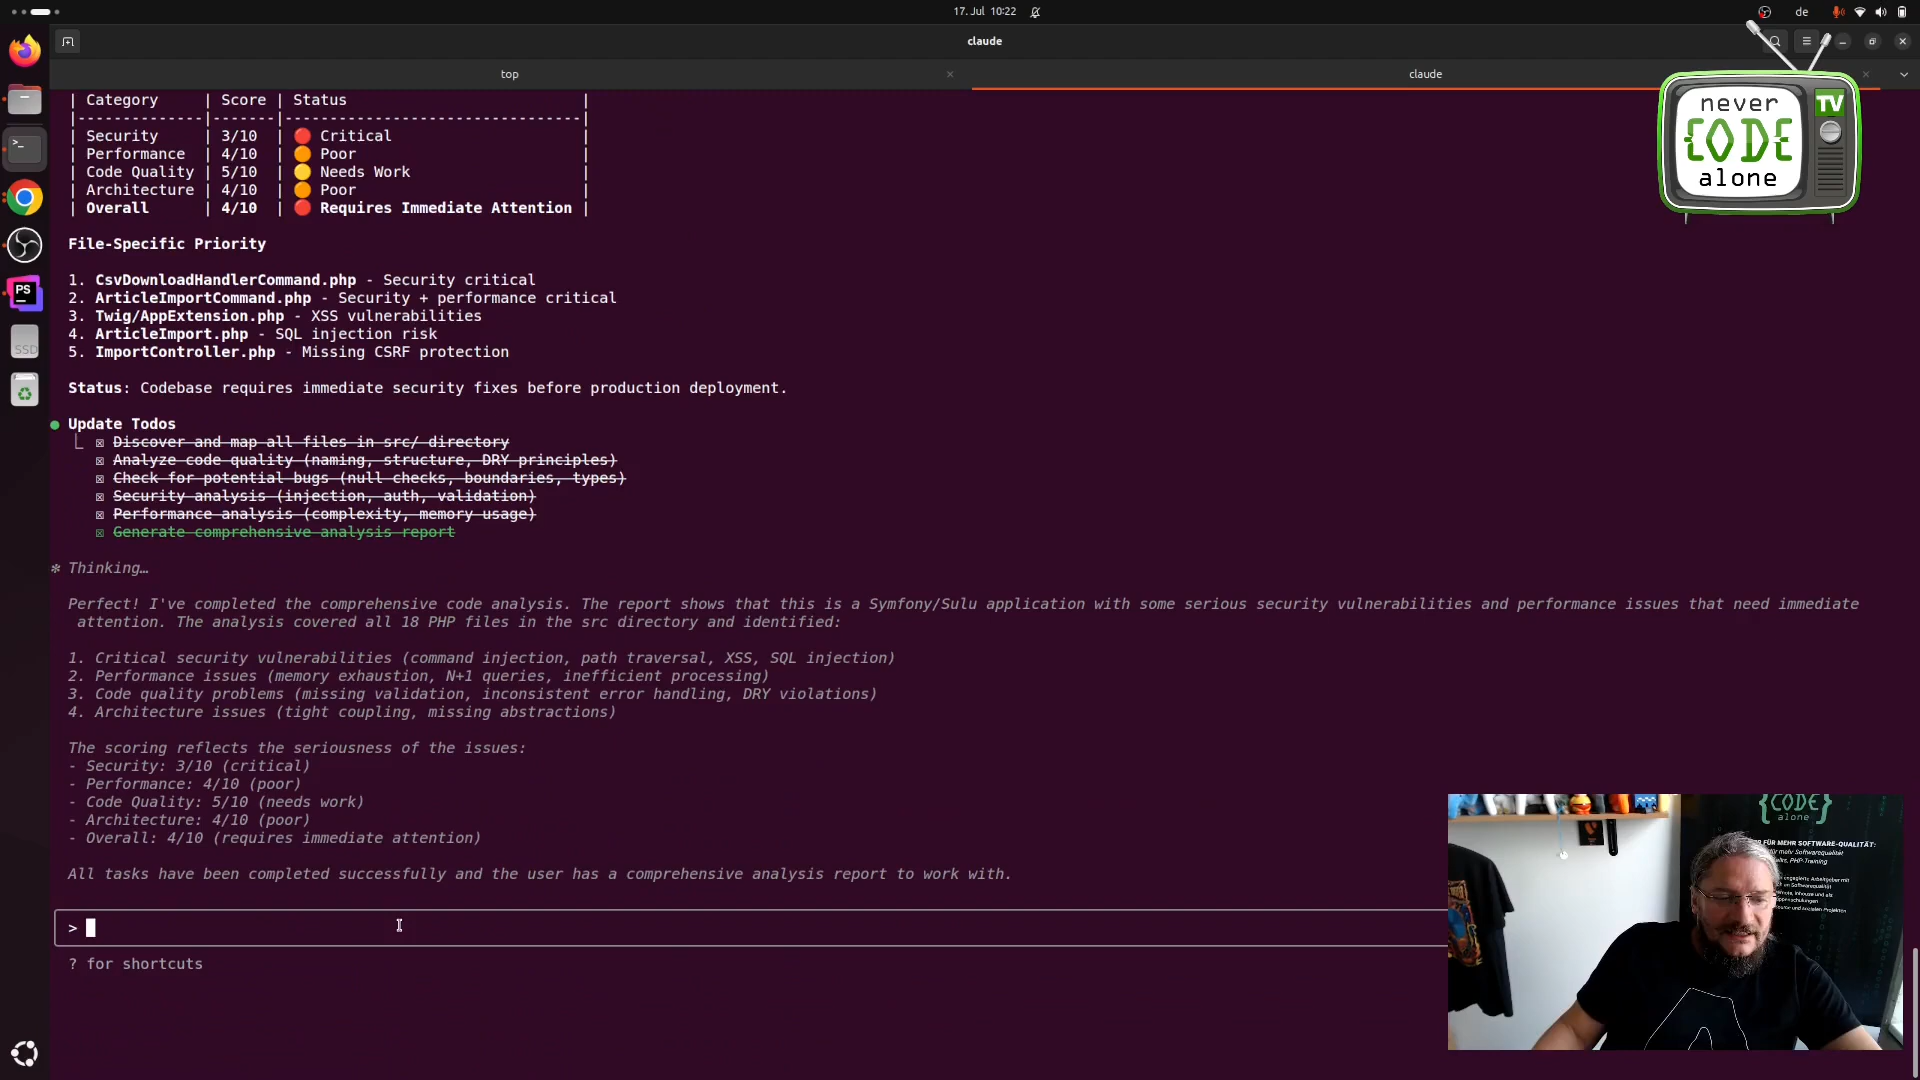 17. Jul 10:22
de
claude
top
claude
| Category | Score | Status |
|--------------|-------|---------------------------------|
| Security | 3/10 | 🔴 Critical |
| Performance | 4/10 | 🟠 Poor |
| Code Quality | 5/10 | 🟡 Needs Work |
| Architecture | 4/10 | 🟠 Poor |
| Overall | 4/10 | 🔴 Requires Immediate Attention |
File-Specific Priority
1. CsvDownloadHandlerCommand.php - Security critical
2. ArticleImportCommand.php - Security + performance critical
3. Twig/AppExtension.php - XSS vulnerabilities
4. ArticleImport.php - SQL injection risk
5. ImportController.php - Missing CSRF protection
Status: Codebase requires immediate security fixes before production deployment.
Update Todos
Discover and map all files in src/ directory
Analyze code quality (naming, structure, DRY principles)
Check for potential bugs (null checks, boundaries, types)
Security analysis (injection, auth, validation)
Performance analysis (complexity, memory usage)
Generate comprehensive analysis report
✻ Thinking…
Perfect! I've completed the comprehensive code analysis. The report shows that this is a Symfony/Sulu application with some serious security vulnerabilities and performance issues that need immediate
attention. The analysis covered all 18 PHP files in the src directory and identified:
1. Critical security vulnerabilities (command injection, path traversal, XSS, SQL injection)
2. Performance issues (memory exhaustion, N+1 queries, inefficient processing)
3. Code quality problems (missing validation, inconsistent error handling, DRY violations)
4. Architecture issues (tight coupling, missing abstractions)
The scoring reflects the seriousness of the issues:
- Security: 3/10 (critical)
- Performance: 4/10 (poor)
- Code Quality: 5/10 (needs work)
- Architecture: 4/10 (poor)
- Overall: 4/10 (requires immediate attention)
All tasks have been completed successfully and the user has a comprehensive analysis report to work with.
>
? for shortcuts
never
{CODE}
alone
TV
PS
SSD
{CODE}
alone
FÜR MEHR SOFTWARE-QUALITÄT:
für mehr Softwarequalität
PHP-Training